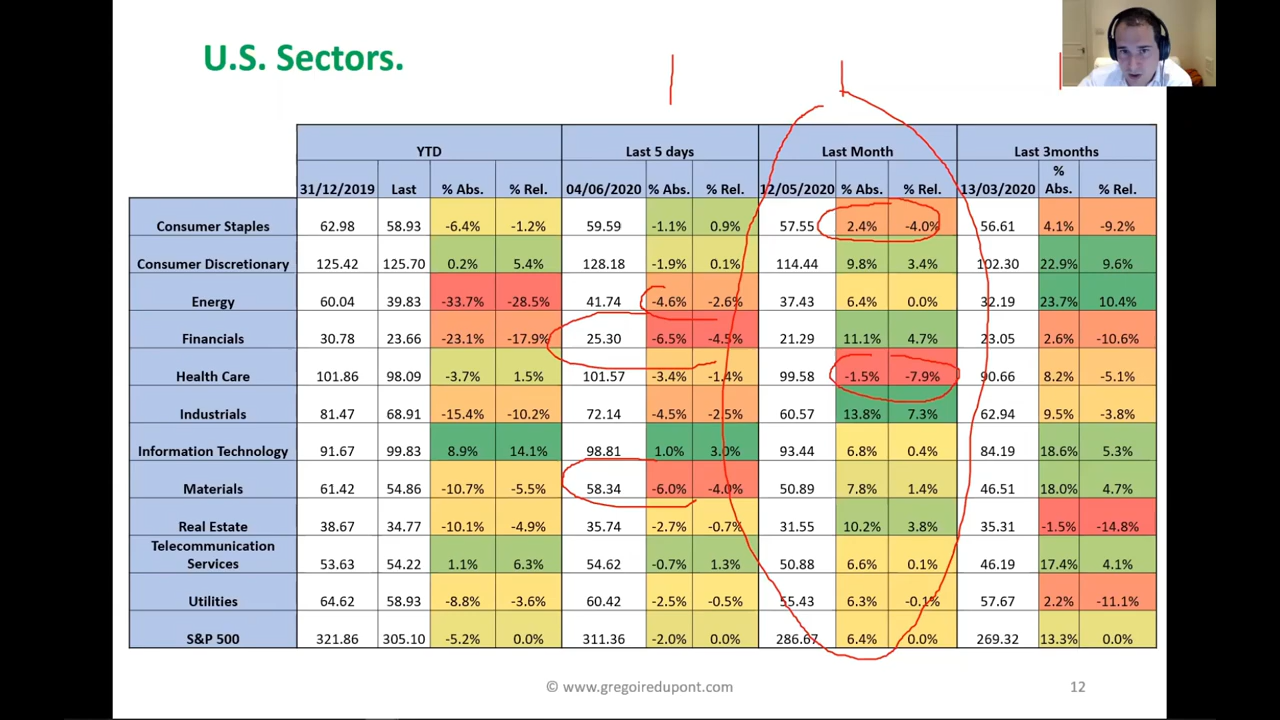 U.S. Sectors.
YTD Last 5 days Last Month Last 3months
31/12/2019 Last % Abs. % Rel. 04/06/2020 % Abs. % Rel. 12/05/2020 % Abs. % Rel. 13/03/2020 % Abs. % Rel.
Consumer Staples 62.98 58.93 -6.4% -1.2% 59.59 -1.1% 0.9% 57.55 2.4% -4.0% 56.61 4.1% -9.2%
Consumer Discretionary 125.42 125.70 0.2% 5.4% 128.18 -1.9% 0.1% 114.44 9.8% 3.4% 102.30 22.9% 9.6%
Energy 60.04 39.83 -33.7% -28.5% 41.74 -4.6% -2.6% 37.43 6.4% 0.0% 32.19 23.7% 10.4%
Financials 30.78 23.66 -23.1% -17.9% 25.30 -6.5% -4.5% 21.29 11.1% 4.7% 23.05 2.6% -10.6%
Health Care 101.86 98.09 -3.7% 1.5% 101.57 -3.4% -1.4% 99.58 -1.5% -7.9% 90.66 8.2% -5.1%
Industrials 81.47 68.91 -15.4% -10.2% 72.14 -4.5% -2.5% 60.57 13.8% 7.3% 62.94 9.5% -3.8%
Information Technology 91.67 99.83 8.9% 14.1% 98.81 1.0% 3.0% 93.44 6.8% 0.4% 84.19 18.6% 5.3%
Materials 61.42 54.86 -10.7% -5.5% 58.34 -6.0% -4.0% 50.89 7.8% 1.4% 46.51 18.0% 4.7%
Real Estate 38.67 34.77 -10.1% -4.9% 35.74 -2.7% -0.7% 31.55 10.2% 3.8% 35.31 -1.5% -14.8%
Telecommunication
Services 53.63 54.22 1.1% 6.3% 54.62 -0.7% 1.3% 50.88 6.6% 0.1% 46.19 17.4% 4.1%
Utilities 64.62 58.93 -8.8% -3.6% 60.42 -2.5% -0.5% 55.43 6.3% -0.1% 57.67 2.2% -11.1%
S&P 500 321.86 305.10 -5.2% 0.0% 311.36 -2.0% 0.0% 286.67 6.4% 0.0% 269.32 13.3% 0.0%
© www.gregoiredupont.com 12